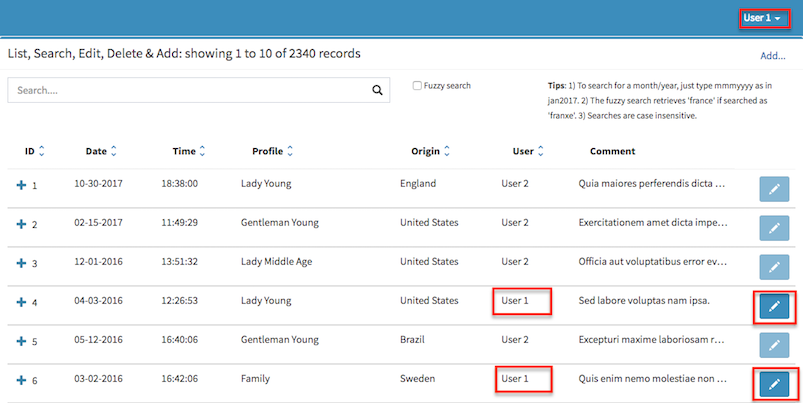 User 1
List, Search, Edit, Delete & Add: showing 1 to 10 of 2340 records
Add...
Search....
Fuzzy search
Tips: 1) To search for a month/year, just type mmmyyyy as in
jan2017. 2) The fuzzy search retrieves 'france' if searched as
'franxe'. 3) Searches are case insensitive.
ID Date Time Profile Origin User Comment
1 10-30-2017 18:38:00 Lady Young England User 2 Quia maiores perferendis dicta ...
2 02-15-2017 11:49:29 Gentleman Young United States User 2 Exercitationem amet dicta impe...
3 12-01-2016 13:51:32 Lady Middle Age United States User 2 Officia aut voluptatibus error ev...
4 04-03-2016 12:26:53 Lady Young United States User 1 Sed labore voluptas nam ipsa.
5 05-12-2016 16:40:06 Gentleman Young Brazil User 2 Excepturi maxime laboriosam r...
6 03-02-2016 16:42:06 Family Sweden User 1 Quis enim nemo molestiae non ...